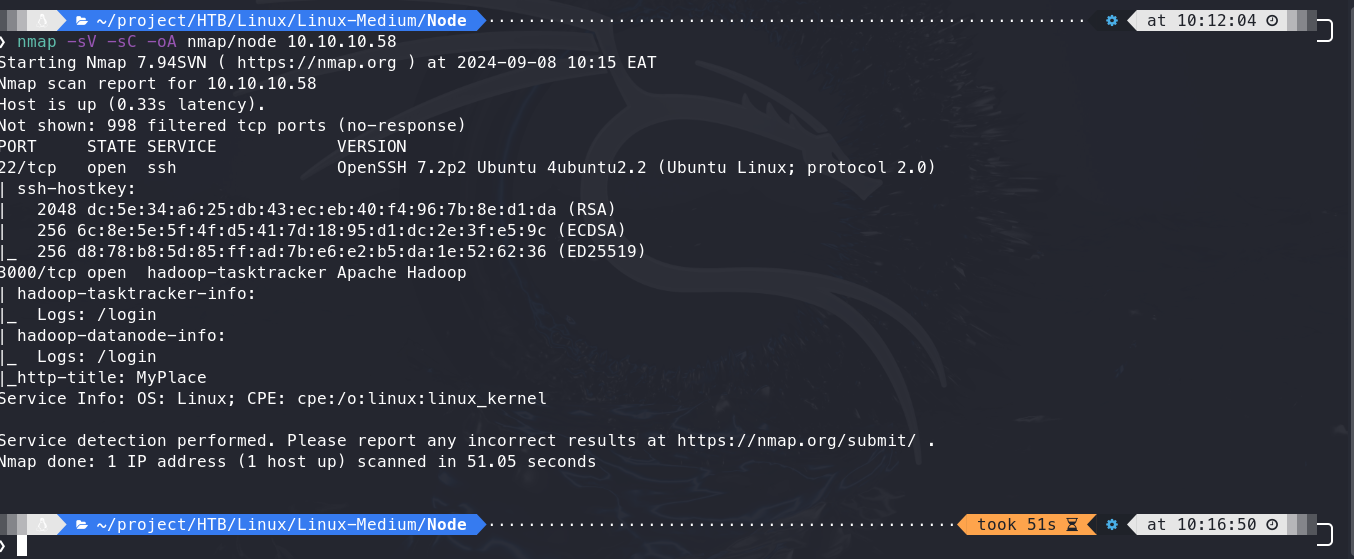 ~/project/HTB/Linux/Linux-Medium/Node at 10:12:04
❯ nmap -sV -sC -oA nmap/node 10.10.10.58
Starting Nmap 7.94SVN ( https://nmap.org ) at 2024-09-08 10:15 EAT
Nmap scan report for 10.10.10.58
Host is up (0.33s latency).
Not shown: 998 filtered tcp ports (no-response)
PORT     STATE SERVICE            VERSION
22/tcp   open  ssh                OpenSSH 7.2p2 Ubuntu 4ubuntu2.2 (Ubuntu Linux; protocol 2.0)
| ssh-hostkey:
|   2048 dc:5e:34:a6:25:db:43:ec:eb:40:f4:96:7b:8e:d1:da (RSA)
|   256 6c:8e:5e:5f:4f:d5:41:7d:18:95:d1:dc:2e:3f:e5:9c (ECDSA)
|_  256 d8:78:b8:5d:85:ff:ad:7b:e6:e2:b5:da:1e:52:62:36 (ED25519)
3000/tcp open  hadoop-tasktracker Apache Hadoop
| hadoop-tasktracker-info:
|_  Logs: /login
| hadoop-datanode-info:
|_  Logs: /login
|_http-title: MyPlace
Service Info: OS: Linux; CPE: cpe:/o:linux:linux_kernel
Service detection performed. Please report any incorrect results at https://nmap.org/submit/ .
Nmap done: 1 IP address (1 host up) scanned in 51.05 seconds
~/project/HTB/Linux/Linux-Medium/Node took 51s at 10:16:50
❯